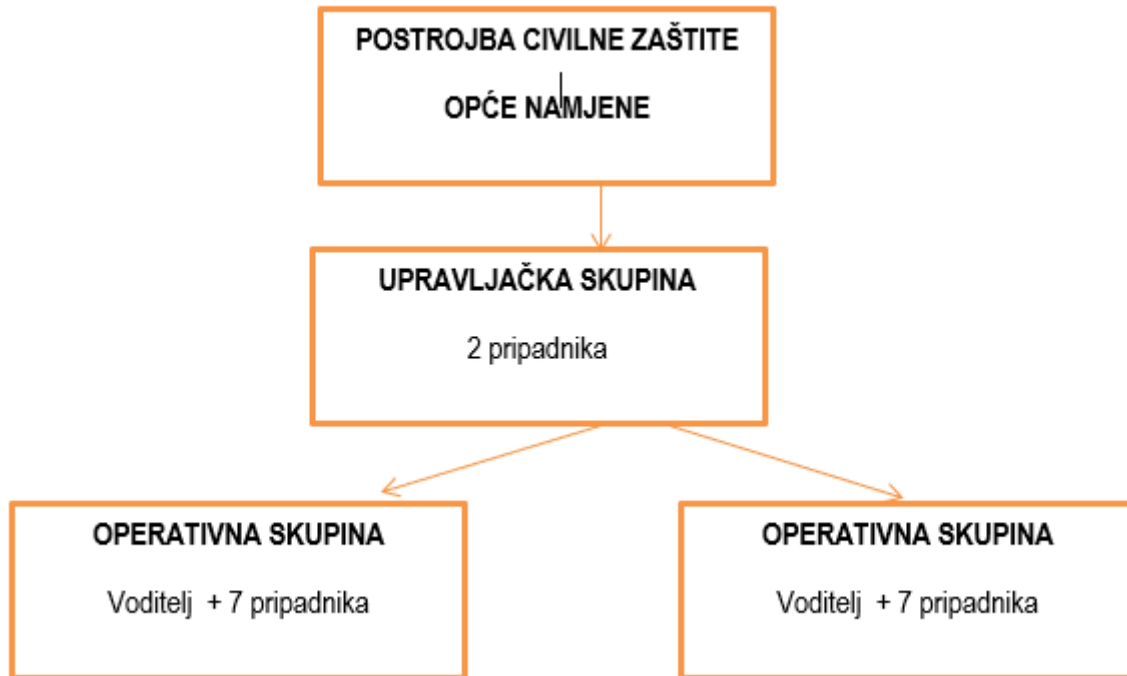 POSTROJBA CIVILNE ZAŠTITE
OPĆE NAMJENE
UPRAVLJAČKA SKUPINA
2 pripadnika
OPERATIVNA SKUPINA
Voditelj + 7 pripadnika
OPERATIVNA SKUPINA
Voditelj + 7 pripadnika